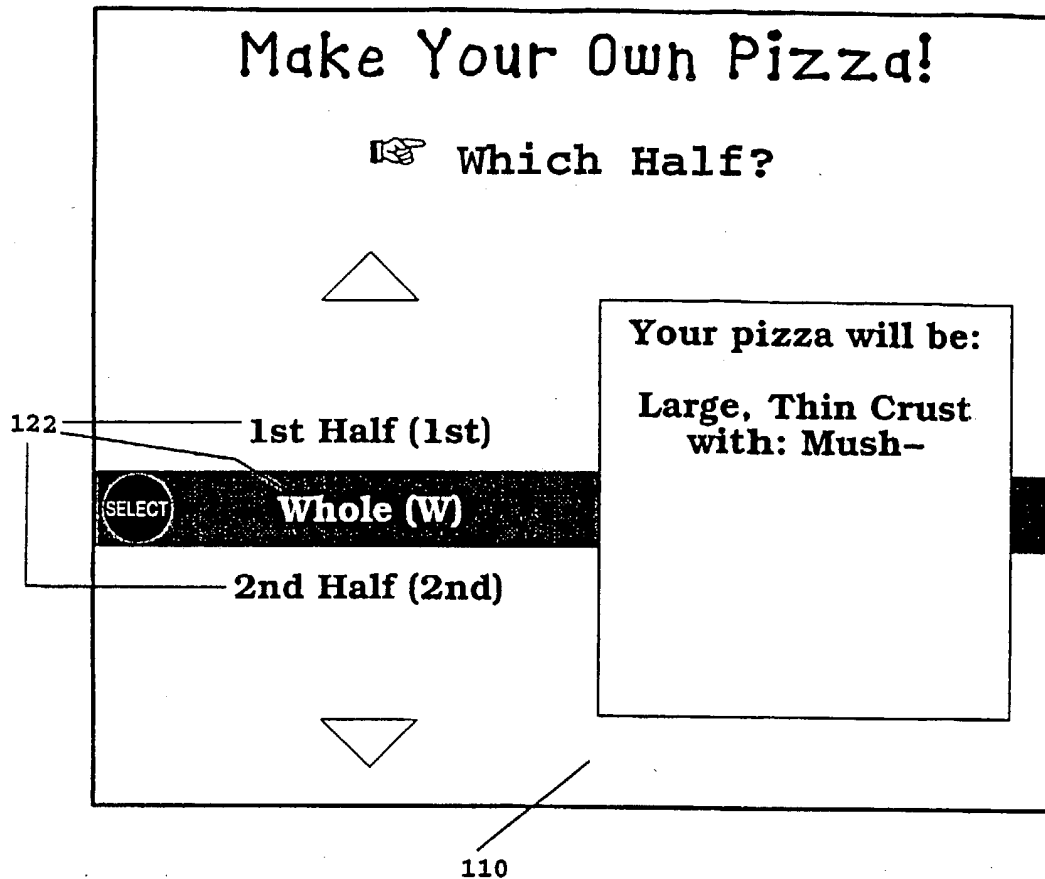 Make Your Own Pizza!
☞ Which Half?
Your pizza will be:
Large, Thin Crust
with: Mush–
122
1st Half (1st)
SELECT
Whole (W)
2nd Half (2nd)
110